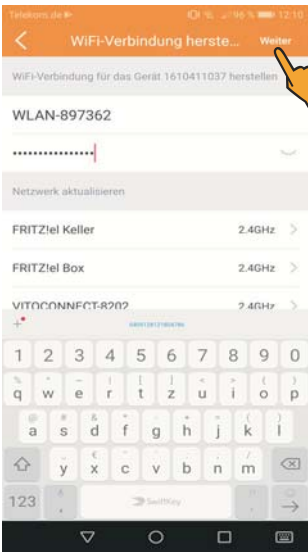 Telekom.de
96 % 12:10
WiFi-Verbindung herste... Weiter
WiFi-Verbindung für das Gerät 1610411037 herstellen
WLAN-897362
••••••••••••••••
Netzwerk aktualisieren
FRITZ!el Keller 2.4GHz
FRITZ!el Box 2.4GHz
VITOCONNECT-8202 2.4GHz
1 2 3 4 5 6 7 8 9 0
q w e r t z u i o p
a s d f g h j k l
y x c v b n m
123 , SwiftKey .